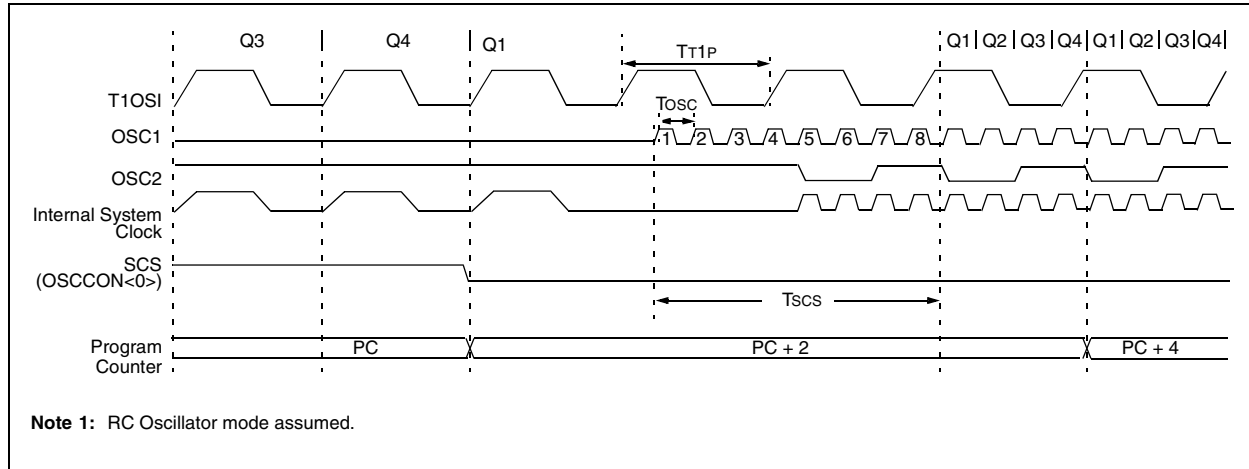 Q3 Q4 Q1 Q1 Q2 Q3 Q4 Q1 Q2 Q3 Q4
TT1P
T1OSI
TOSC
OSC1
1 2 3 4 5 6 7 8
OSC2
Internal System
Clock
SCS
(OSCCON<0>)
TSCS
Program
Counter
PC PC + 2 PC + 4
Note 1: RC Oscillator mode assumed.